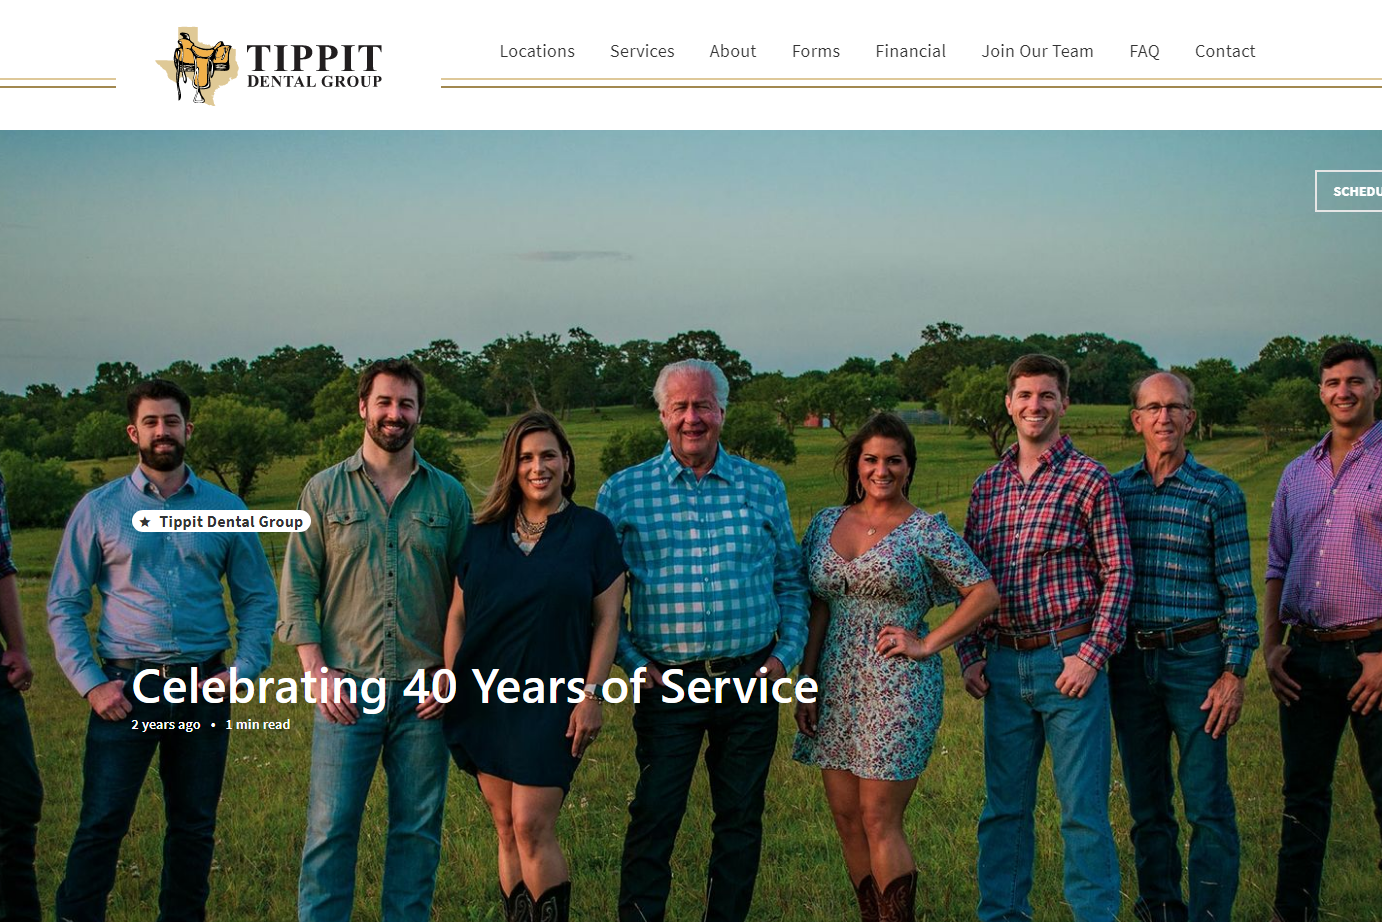 TIPPIT
DENTAL GROUP
Locations Services About Forms Financial Join Our Team FAQ Contact
SCHEDU
★ Tippit Dental Group
Celebrating 40 Years of Service
2 years ago • 1 min read